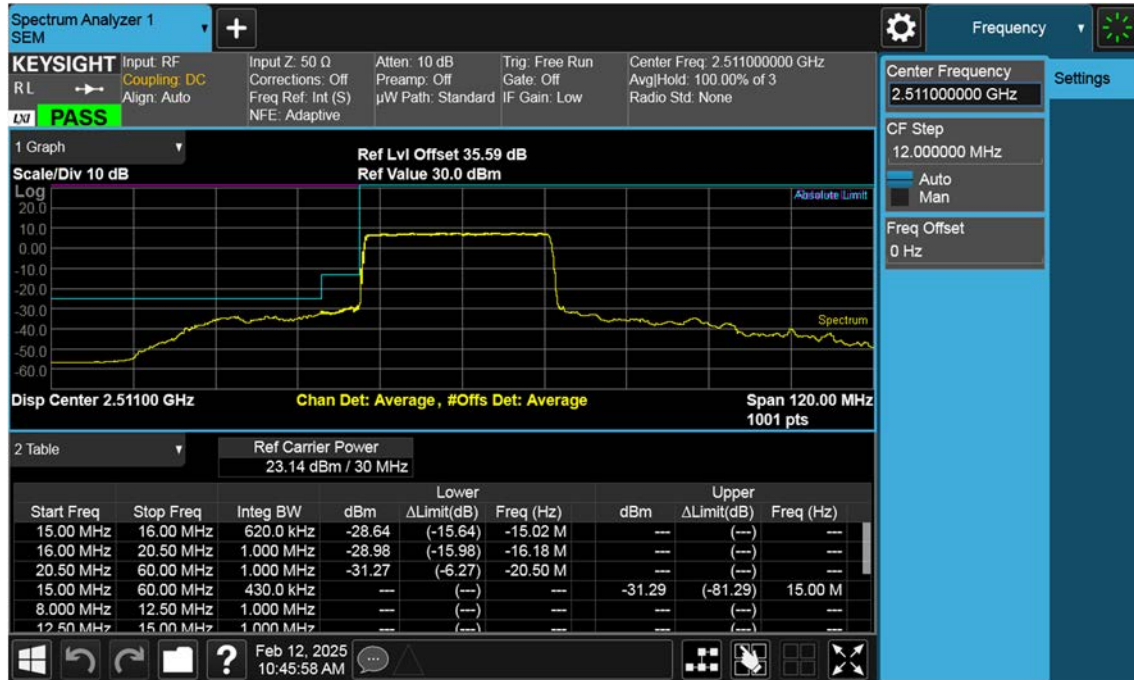 Spectrum Analyzer 1
SEM
Frequency
KEYSIGHT
Input: RF
Input Z: 50 Ω
Atten: 10 dB
Trig: Free Run
Center Freq: 2.511000000 GHz
R L
Coupling: DC
Corrections: Off
Preamp: Off
Gate: Off
Avg|Hold: 100.00% of 3
Align: Auto
Freq Ref: Int (S)
µW Path: Standard
IF Gain: Low
Radio Std: None
LXI
PASS
NFE: Adaptive
Center Frequency
2.511000000 GHz
Settings
CF Step
12.000000 MHz
Auto
Man
Freq Offset
0 Hz
1 Graph
Ref Lvl Offset 35.59 dB
Scale/Div 10 dB
Ref Value 30.0 dBm
Log
20.0
10.0
0.00
-10.0
-20.0
-30.0
-40.0
-50.0
-60.0
Absolute Limit
Spectrum
Disp Center 2.51100 GHz
Chan Det: Average, #Offs Det: Average
Span 120.00 MHz
1001 pts
2 Table
Ref Carrier Power
23.14 dBm / 30 MHz
Lower Upper
Start Freq Stop Freq Integ BW dBm ΔLimit(dB) Freq (Hz) dBm ΔLimit(dB) Freq (Hz)
15.00 MHz 16.00 MHz 620.0 kHz -28.64 (-15.64) -15.02 M --- (---) ---
16.00 MHz 20.50 MHz 1.000 MHz -28.98 (-15.98) -16.18 M --- (---) ---
20.50 MHz 60.00 MHz 1.000 MHz -31.27 (-6.27) -20.50 M --- (---) ---
15.00 MHz 60.00 MHz 430.0 kHz --- (---) --- -31.29 (-81.29) 15.00 M
8.000 MHz 12.50 MHz 1.000 MHz --- (---) --- --- (---) ---
12.50 MHz 15.00 MHz 1.000 MHz --- (---) --- --- (---) ---
Feb 12, 2025
10:45:58 AM